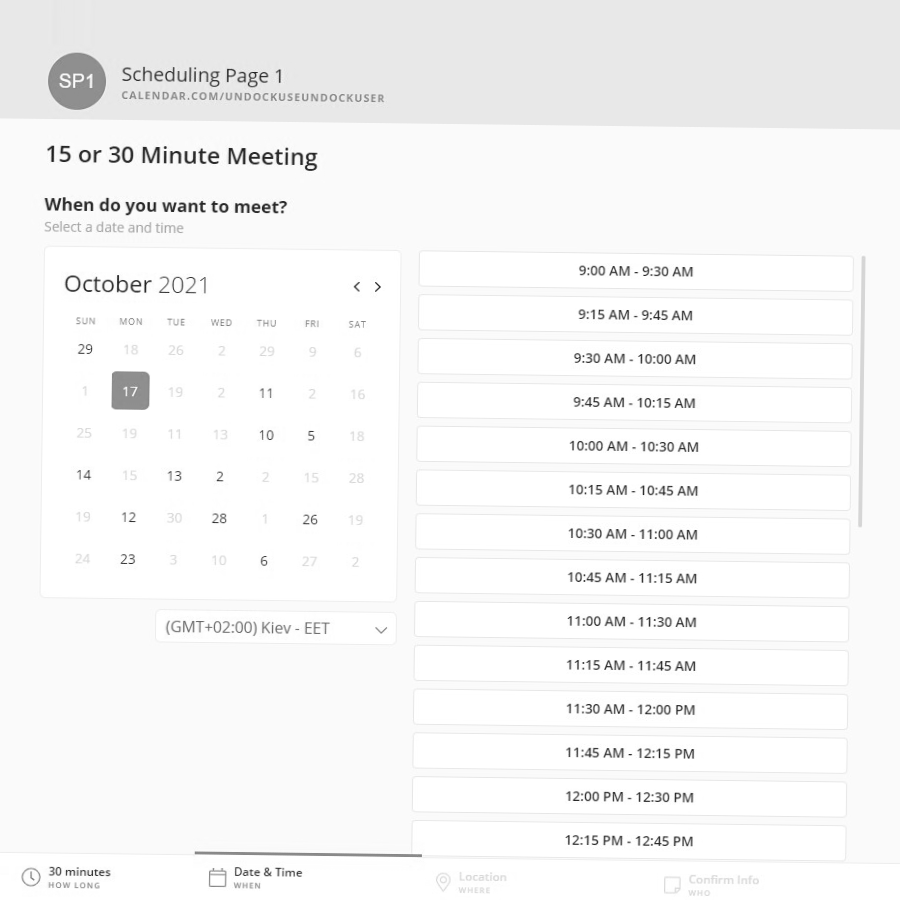 SP1
Scheduling Page 1
CALENDAR.COM/UNDOCKUSEUNDOCKUSER
15 or 30 Minute Meeting
When do you want to meet?
Select a date and time
October 2021
SUN MON TUE WED THU FRI SAT
29 18 26 2 29 9 6
1 17 19 2 11 2 16
25 19 11 13 10 5 18
14 15 13 2 2 15 28
19 12 30 28 1 26 19
24 23 3 10 6 27 2
(GMT+02:00) Kiev - EET
9:00 AM - 9:30 AM
9:15 AM - 9:45 AM
9:30 AM - 10:00 AM
9:45 AM - 10:15 AM
10:00 AM - 10:30 AM
10:15 AM - 10:45 AM
10:30 AM - 11:00 AM
10:45 AM - 11:15 AM
11:00 AM - 11:30 AM
11:15 AM - 11:45 AM
11:30 AM - 12:00 PM
11:45 AM - 12:15 PM
12:00 PM - 12:30 PM
12:15 PM - 12:45 PM
30 minutes
HOW LONG
Date & Time
WHEN
Location
WHERE
Confirm Info
WHO